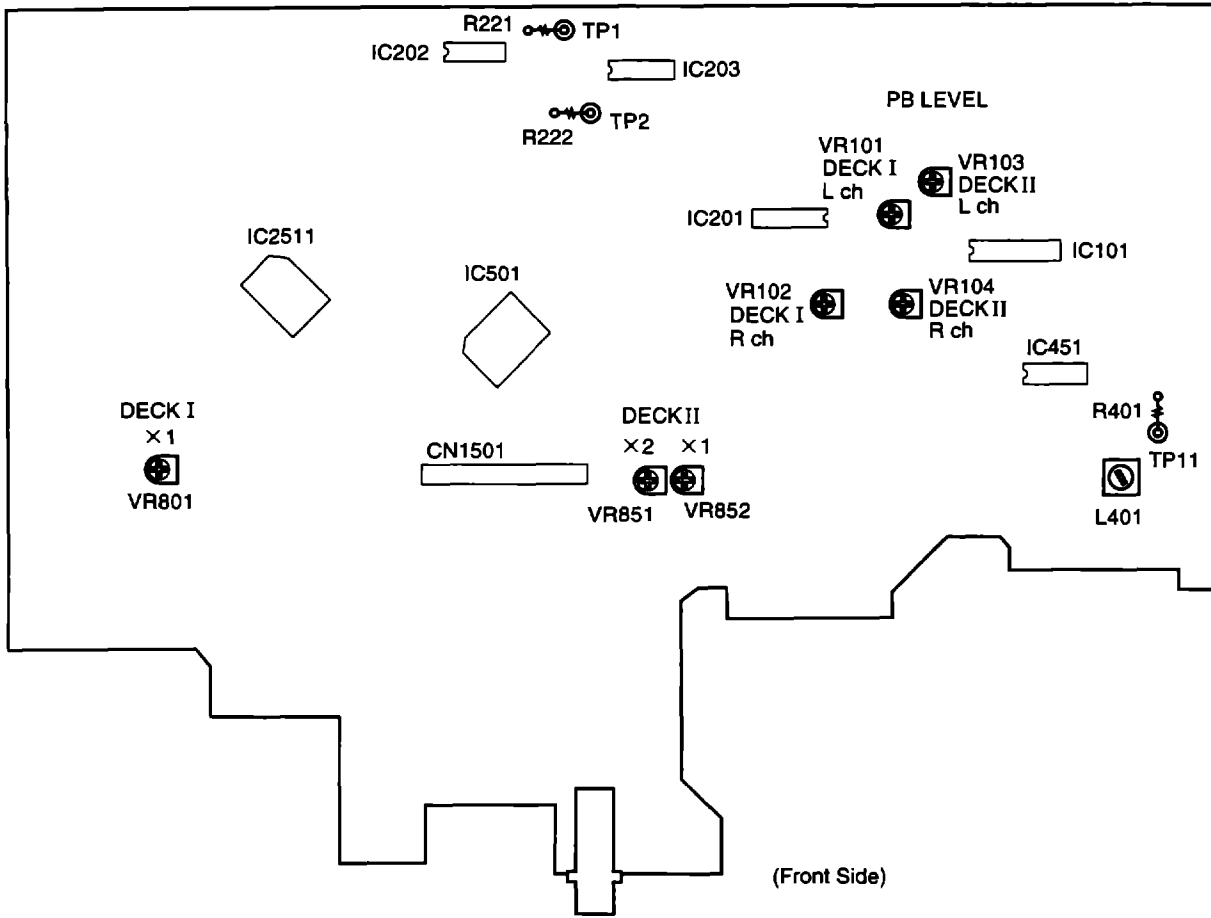 R221
TP1
IC202
IC203
R222
TP2
PB LEVEL
VR101
DECK I
L ch
VR103
DECK II
L ch
IC201
IC2511
IC101
IC501
VR102
DECK I
R ch
VR104
DECK II
R ch
IC451
DECK I
×1
VR801
CN1501
DECK II
×2 ×1
VR851
VR852
R401
TP11
L401
(Front Side)